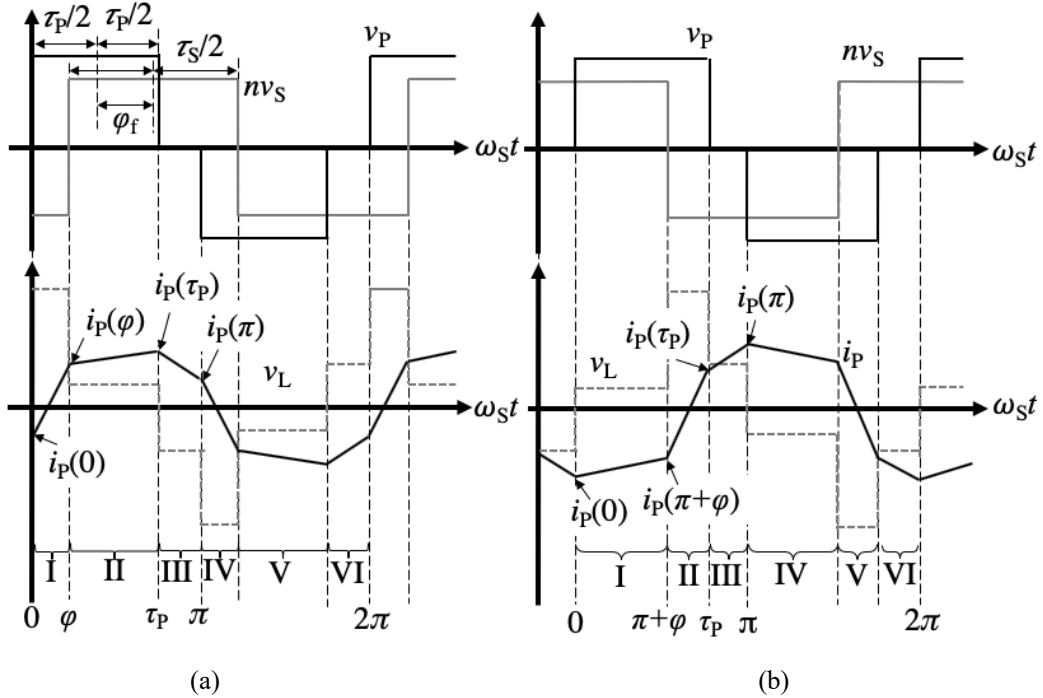 τP/2 τP/2
τS/2
vP
nvS
φf
ωSt
iP(τP)
iP(φ)
iP(π)
vL
ωSt
iP(0)
I II III IV V VI
0 φ τP π 2π
(a)
vP
nvS
ωSt
iP(π)
iP(τP)
vL
iP
ωSt
iP(0)
iP(π+φ)
I II III IV V VI
0 π+φ τP π 2π
(b)